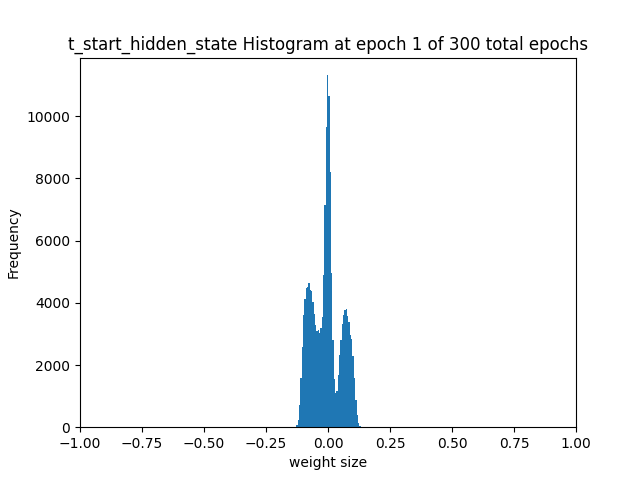 t_start_hidden_state Histogram at epoch 1 of 300 total epochs
10000
8000
6000
4000
2000
0
Frequency
−1.00 −0.75 −0.50 −0.25 0.00 0.25 0.50 0.75 1.00
weight size